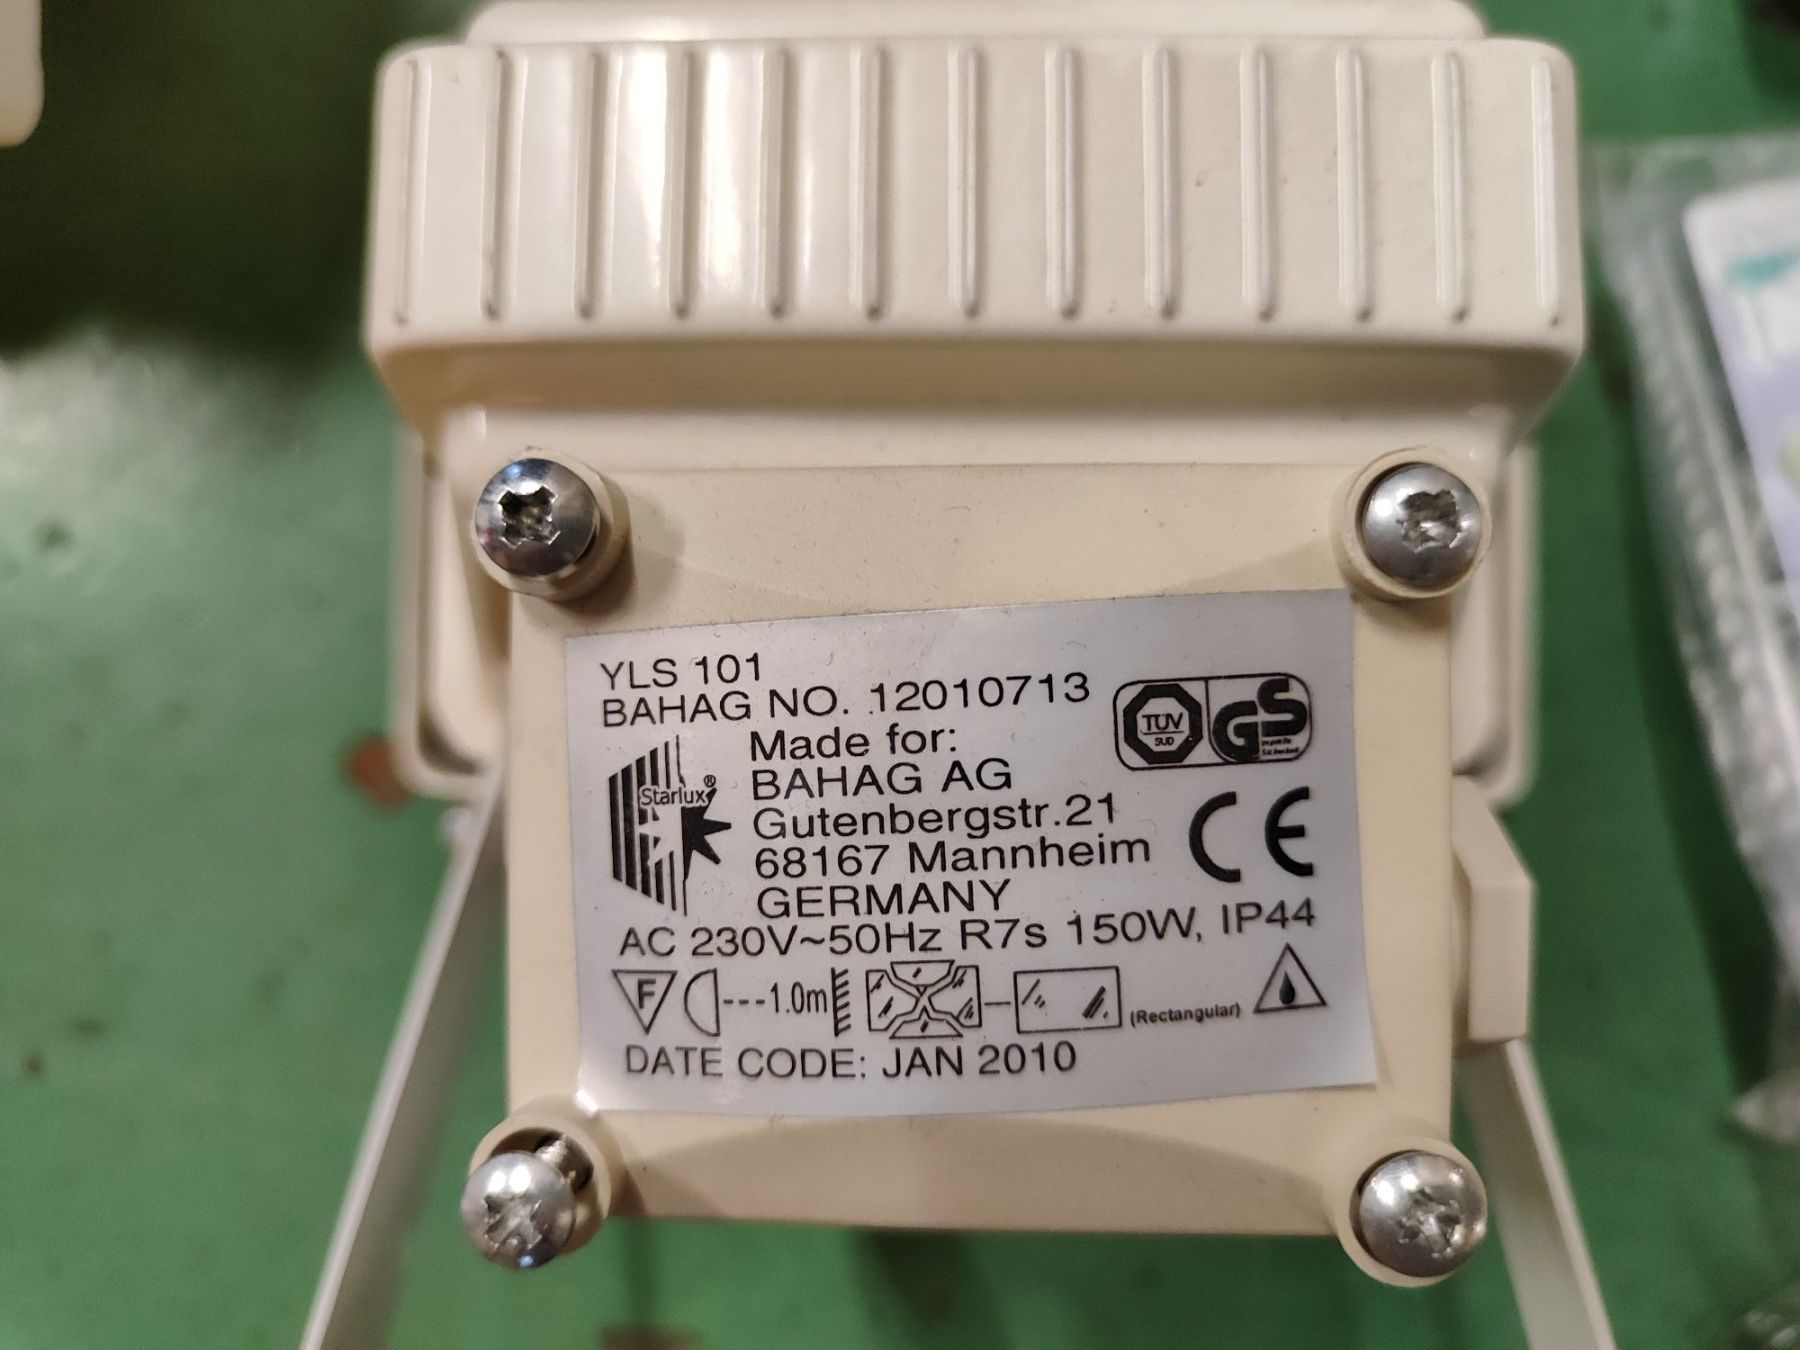 YLS 101
BAHAG NO. 12010713
TÜV
SUD
GS
Made for:
BAHAG AG
Starlux®
Gutenbergstr.21
68167 Mannheim
GERMANY
CE
AC 230V~50Hz R7s 150W, IP44
F ---1.0m (Rectangular)
DATE CODE: JAN 2010